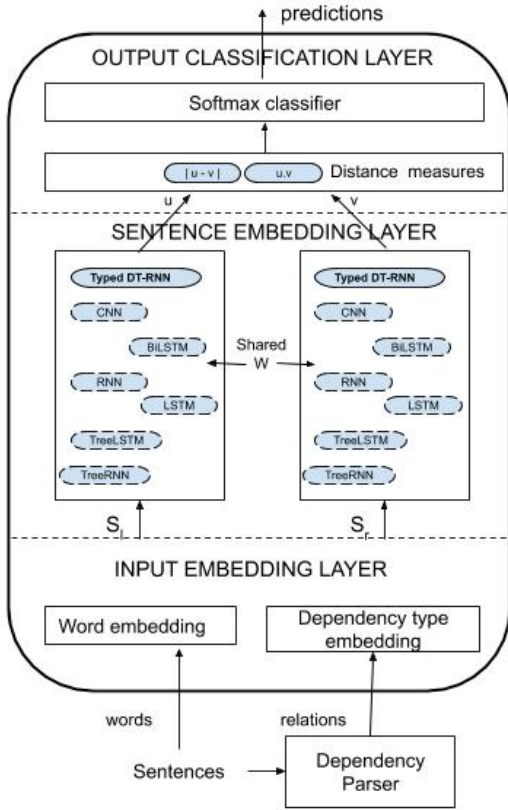 predictions
OUTPUT CLASSIFICATION LAYER
Softmax classifier
| u - v | u.v Distance measures
u v
SENTENCE EMBEDDING LAYER
Typed DT-RNN Typed DT-RNN
CNN CNN
BiLSTM Shared BiLSTM
W
RNN RNN
LSTM LSTM
TreeLSTM TreeLSTM
TreeRNN TreeRNN
Sl Sr
INPUT EMBEDDING LAYER
Word embedding Dependency type
embedding
words relations
Sentences Dependency
Parser